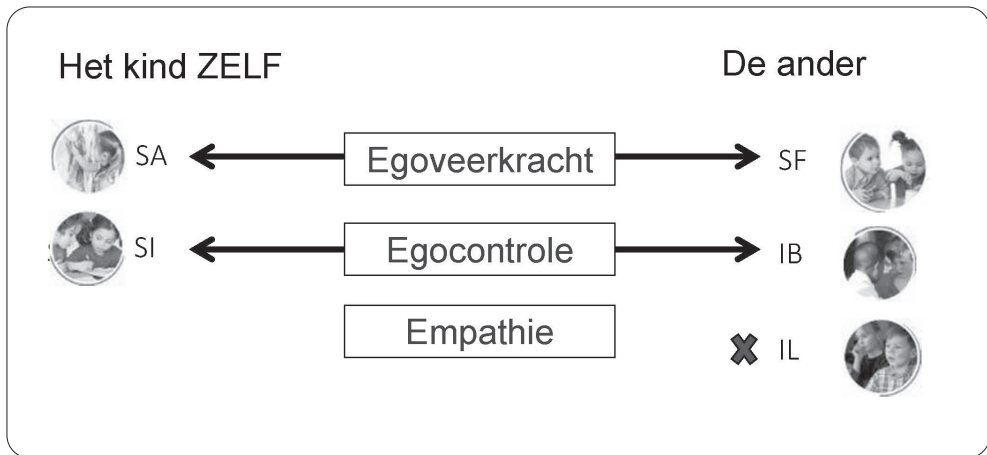 Het kind ZELF
De ander
SA
Egoveerkracht
SF
SI
Egocontrole
IB
Empathie
IL